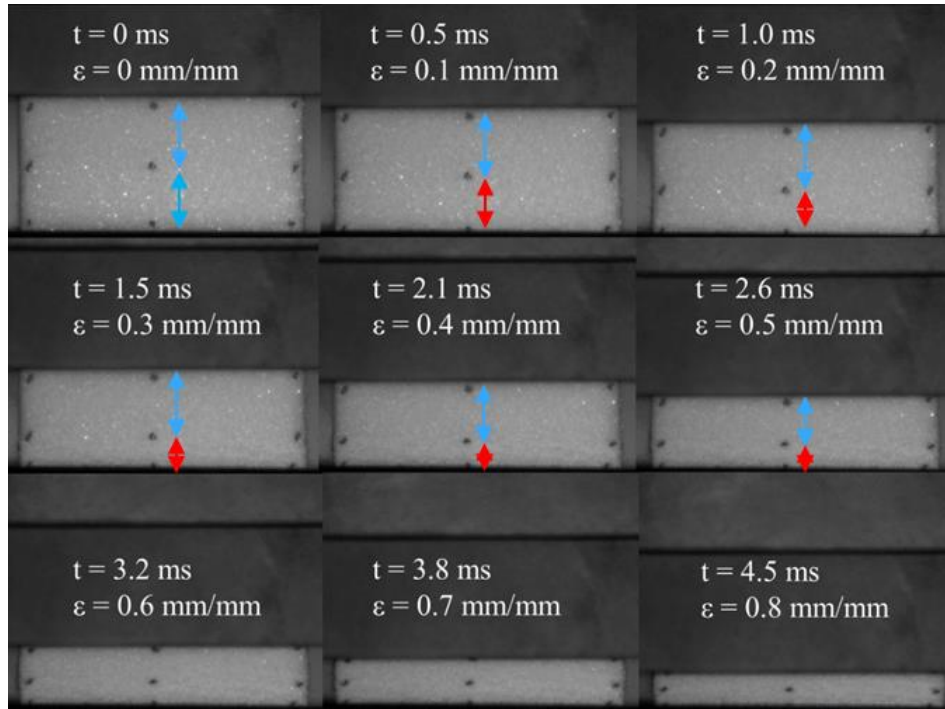 t = 0 ms
ε = 0 mm/mm
t = 0.5 ms
ε = 0.1 mm/mm
t = 1.0 ms
ε = 0.2 mm/mm
t = 1.5 ms
ε = 0.3 mm/mm
t = 2.1 ms
ε = 0.4 mm/mm
t = 2.6 ms
ε = 0.5 mm/mm
t = 3.2 ms
ε = 0.6 mm/mm
t = 3.8 ms
ε = 0.7 mm/mm
t = 4.5 ms
ε = 0.8 mm/mm